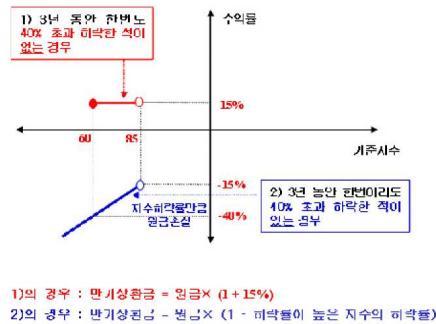 1) 3년 동안 한번도
40% 초과 하락한 적이
없는 경우
수익률
15%
60
85
기준지수
-15%
2) 3년 동안 한번이라도
40% 초과 하락한 적이
있는 경우
지수하락률만큼
원금손실
-40%
1)의 경우 : 만기상환금 = 원금× (1+15%)
2)의 경우 : 만기상환금 = 원금× (1 - 하락률이 높은 지수의 하락률)